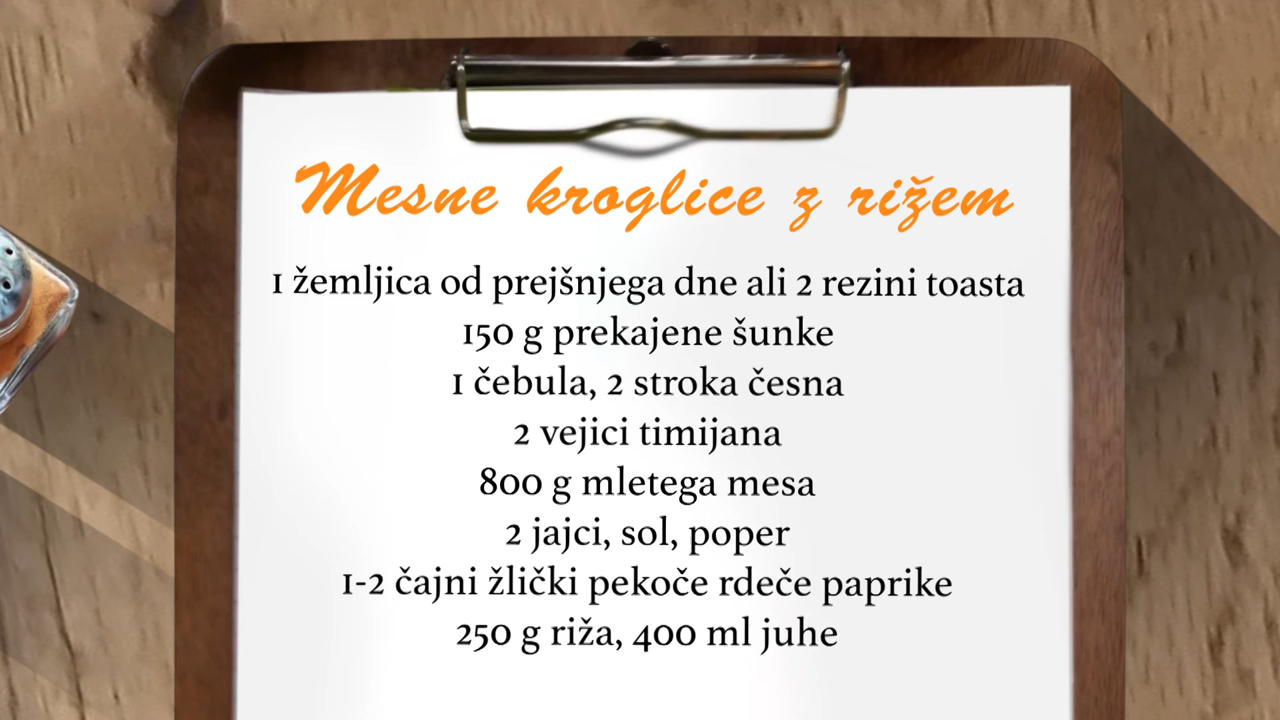 Mesne kroglice z rižem
1 žemljica od prejšnjega dne ali 2 rezini toasta
150 g prekajene šunke
1 čebula, 2 stroka česna
2 vejici timijana
800 g mletega mesa
2 jajci, sol, poper
1-2 čajni žlički pekoče rdeče paprike
250 g riža, 400 ml juhe